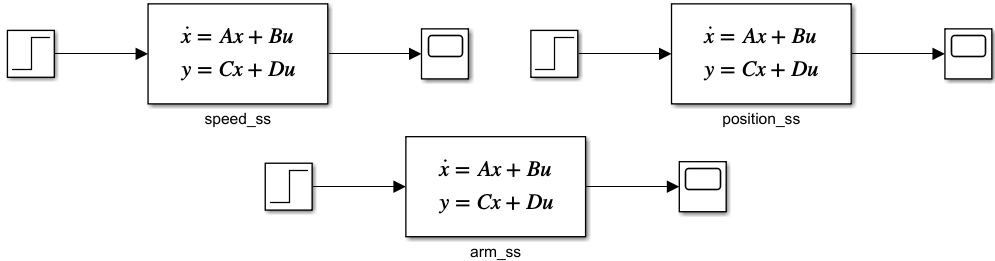 ẋ = Ax + Bu
y = Cx + Du
speed_ss
ẋ = Ax + Bu
y = Cx + Du
position_ss
ẋ = Ax + Bu
y = Cx + Du
arm_ss